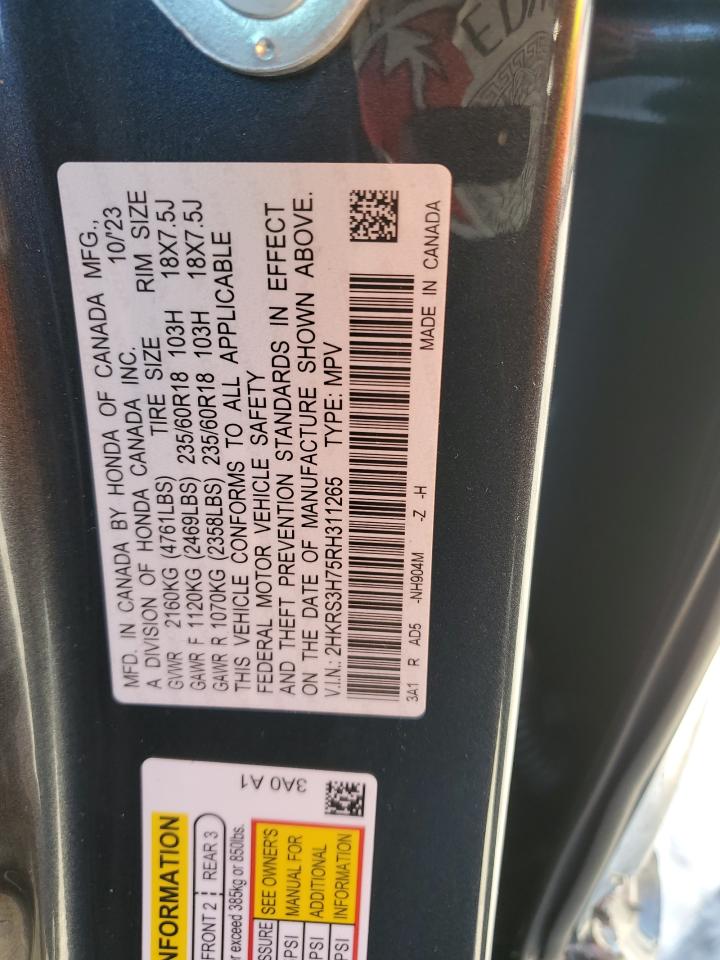 MFD. IN CANADA BY HONDA OF CANADA MFG.,
A DIVISION OF HONDA CANADA INC. 10/23
GVWR 2160KG (4761LBS) TIRE SIZE RIM SIZE
GAWR F 1120KG (2469LBS) 235/60R18 103H 18X7.5J
GAWR R 1070KG (2358LBS) 235/60R18 103H 18X7.5J
THIS VEHICLE CONFORMS TO ALL APPLICABLE
FEDERAL MOTOR VEHICLE SAFETY
AND THEFT PREVENTION STANDARDS IN EFFECT
ON THE DATE OF MANUFACTURE SHOWN ABOVE.
V.I.N.: 2HKRS3H75RH311265 TYPE: MPV
3A1 R AD5 -NH904M -Z -H MADE IN CANADA
3A0 A1
FRONT 2 REAR 3
exceed 385kg or 850lbs.
PSI
PSI
PSI
SEE OWNER'S
MANUAL FOR
ADDITIONAL
INFORMATION